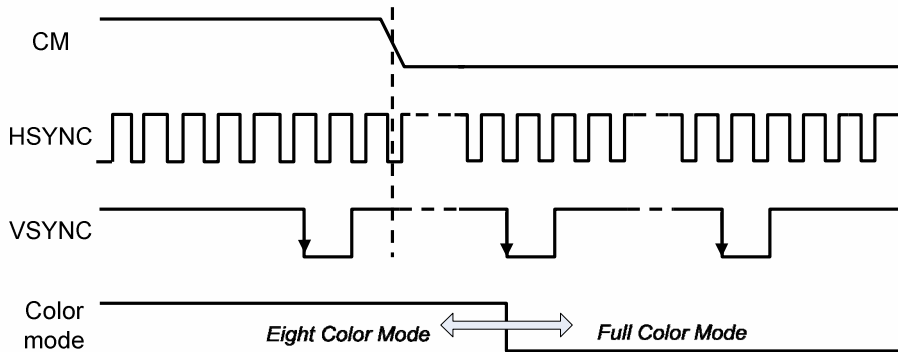 CM
HSYNC
VSYNC
Color
mode
Eight Color Mode
Full Color Mode